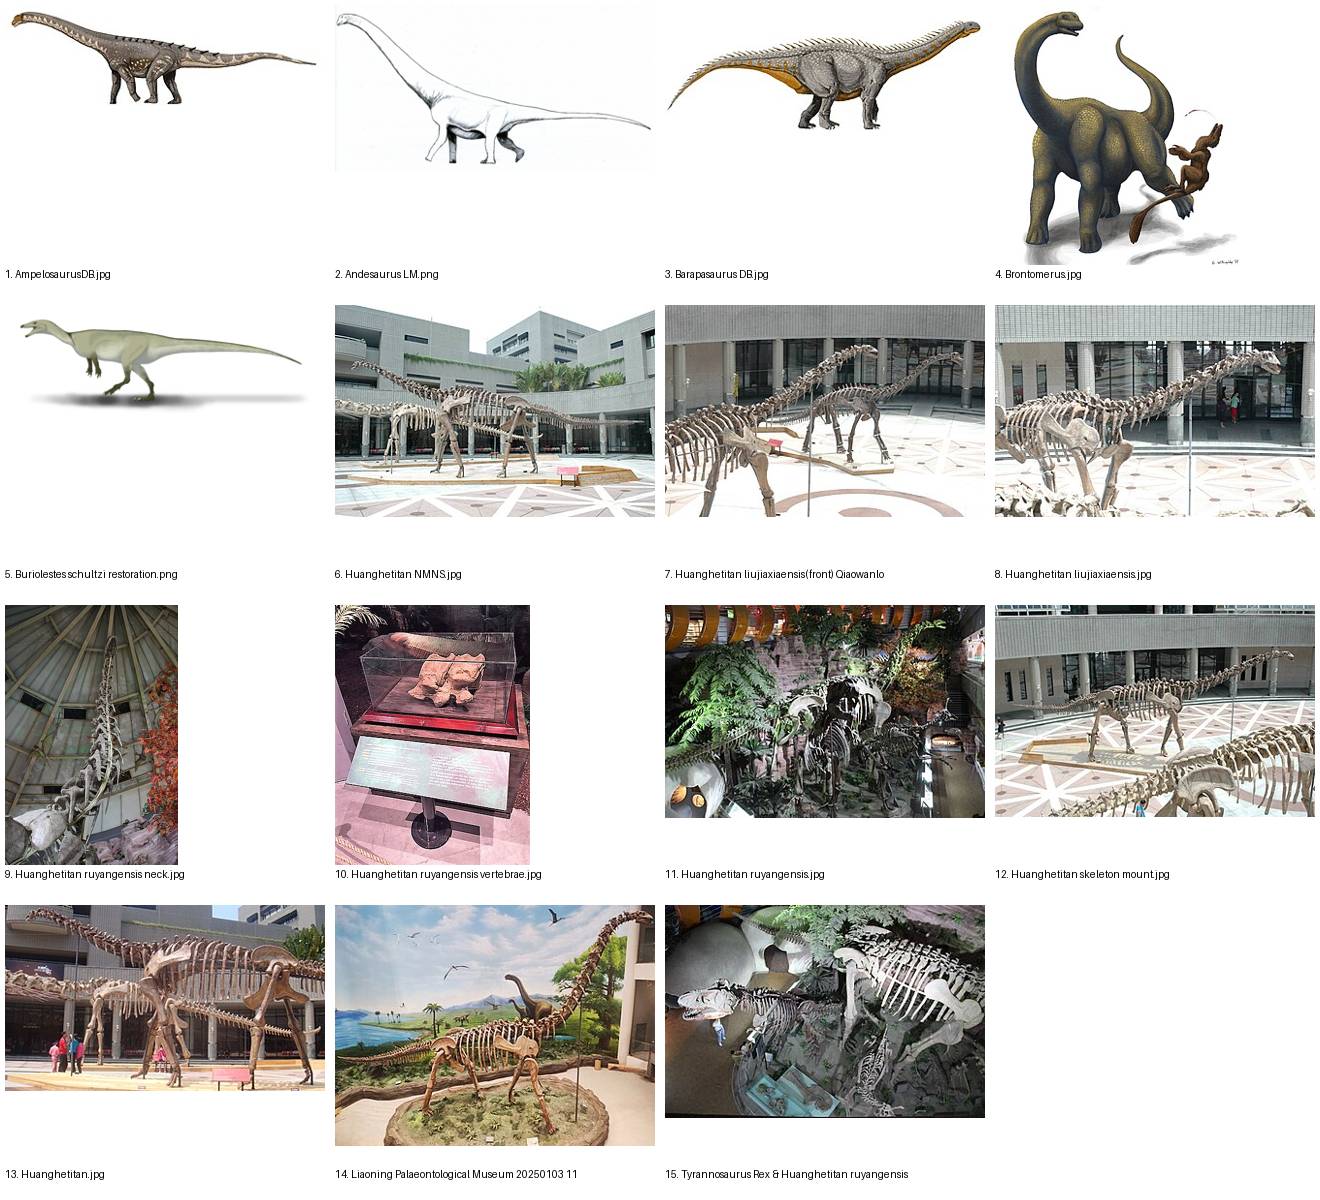 1. AmpelosaurusDB.jpg
2. Andesaurus LM.png
3. Barapasaurus DB.jpg
4. Brontomerus.jpg
5. Buriolestes schultzi restoration.png
6. Huanghetitan NMNS.jpg
7. Huanghetitan liujiaxiaensis(front) Qiaowanlo
8. Huanghetitan liujiaxiaensis.jpg
9. Huanghetitan ruyangensis neck.jpg
10. Huanghetitan ruyangensis vertebrae.jpg
11. Huanghetitan ruyangensis.jpg
12. Huanghetitan skeleton mount.jpg
13. Huanghetitan.jpg
14. Liaoning Palaeontological Museum 20250103 11
15. Tyrannosaurus Rex & Huanghetitan ruyangensis